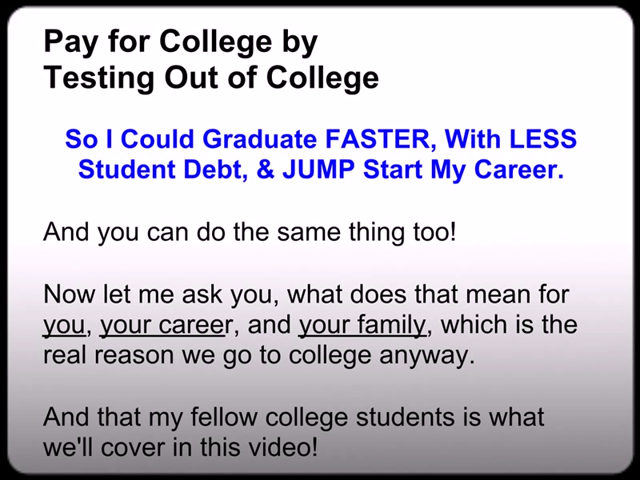 Pay for College by
Testing Out of College
So I Could Graduate FASTER, With LESS
Student Debt, & JUMP Start My Career.
And you can do the same thing too!
Now let me ask you, what does that mean for
you, your career, and your family, which is the
real reason we go to college anyway.
And that my fellow college students is what
we'll cover in this video!